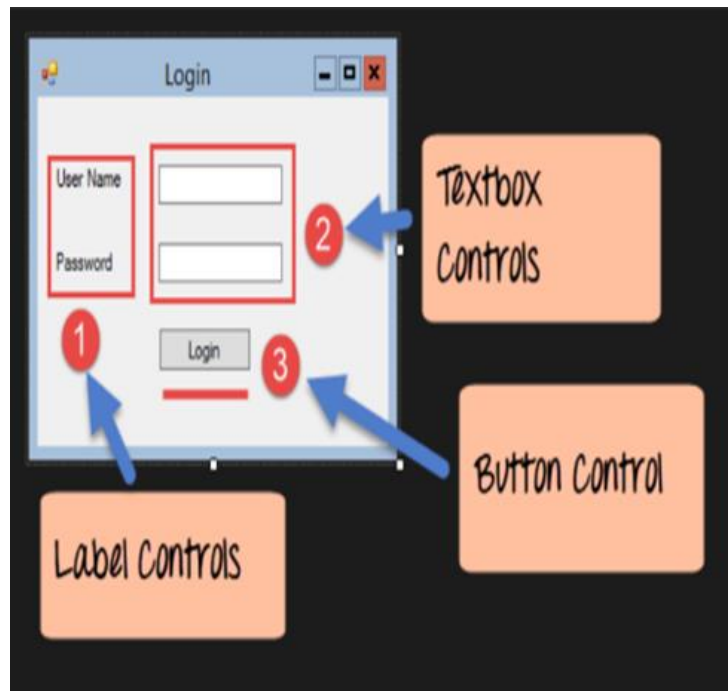 Login
User Name
Password
Login
1
2
3
Textbox
Controls
Button Control
Label Controls